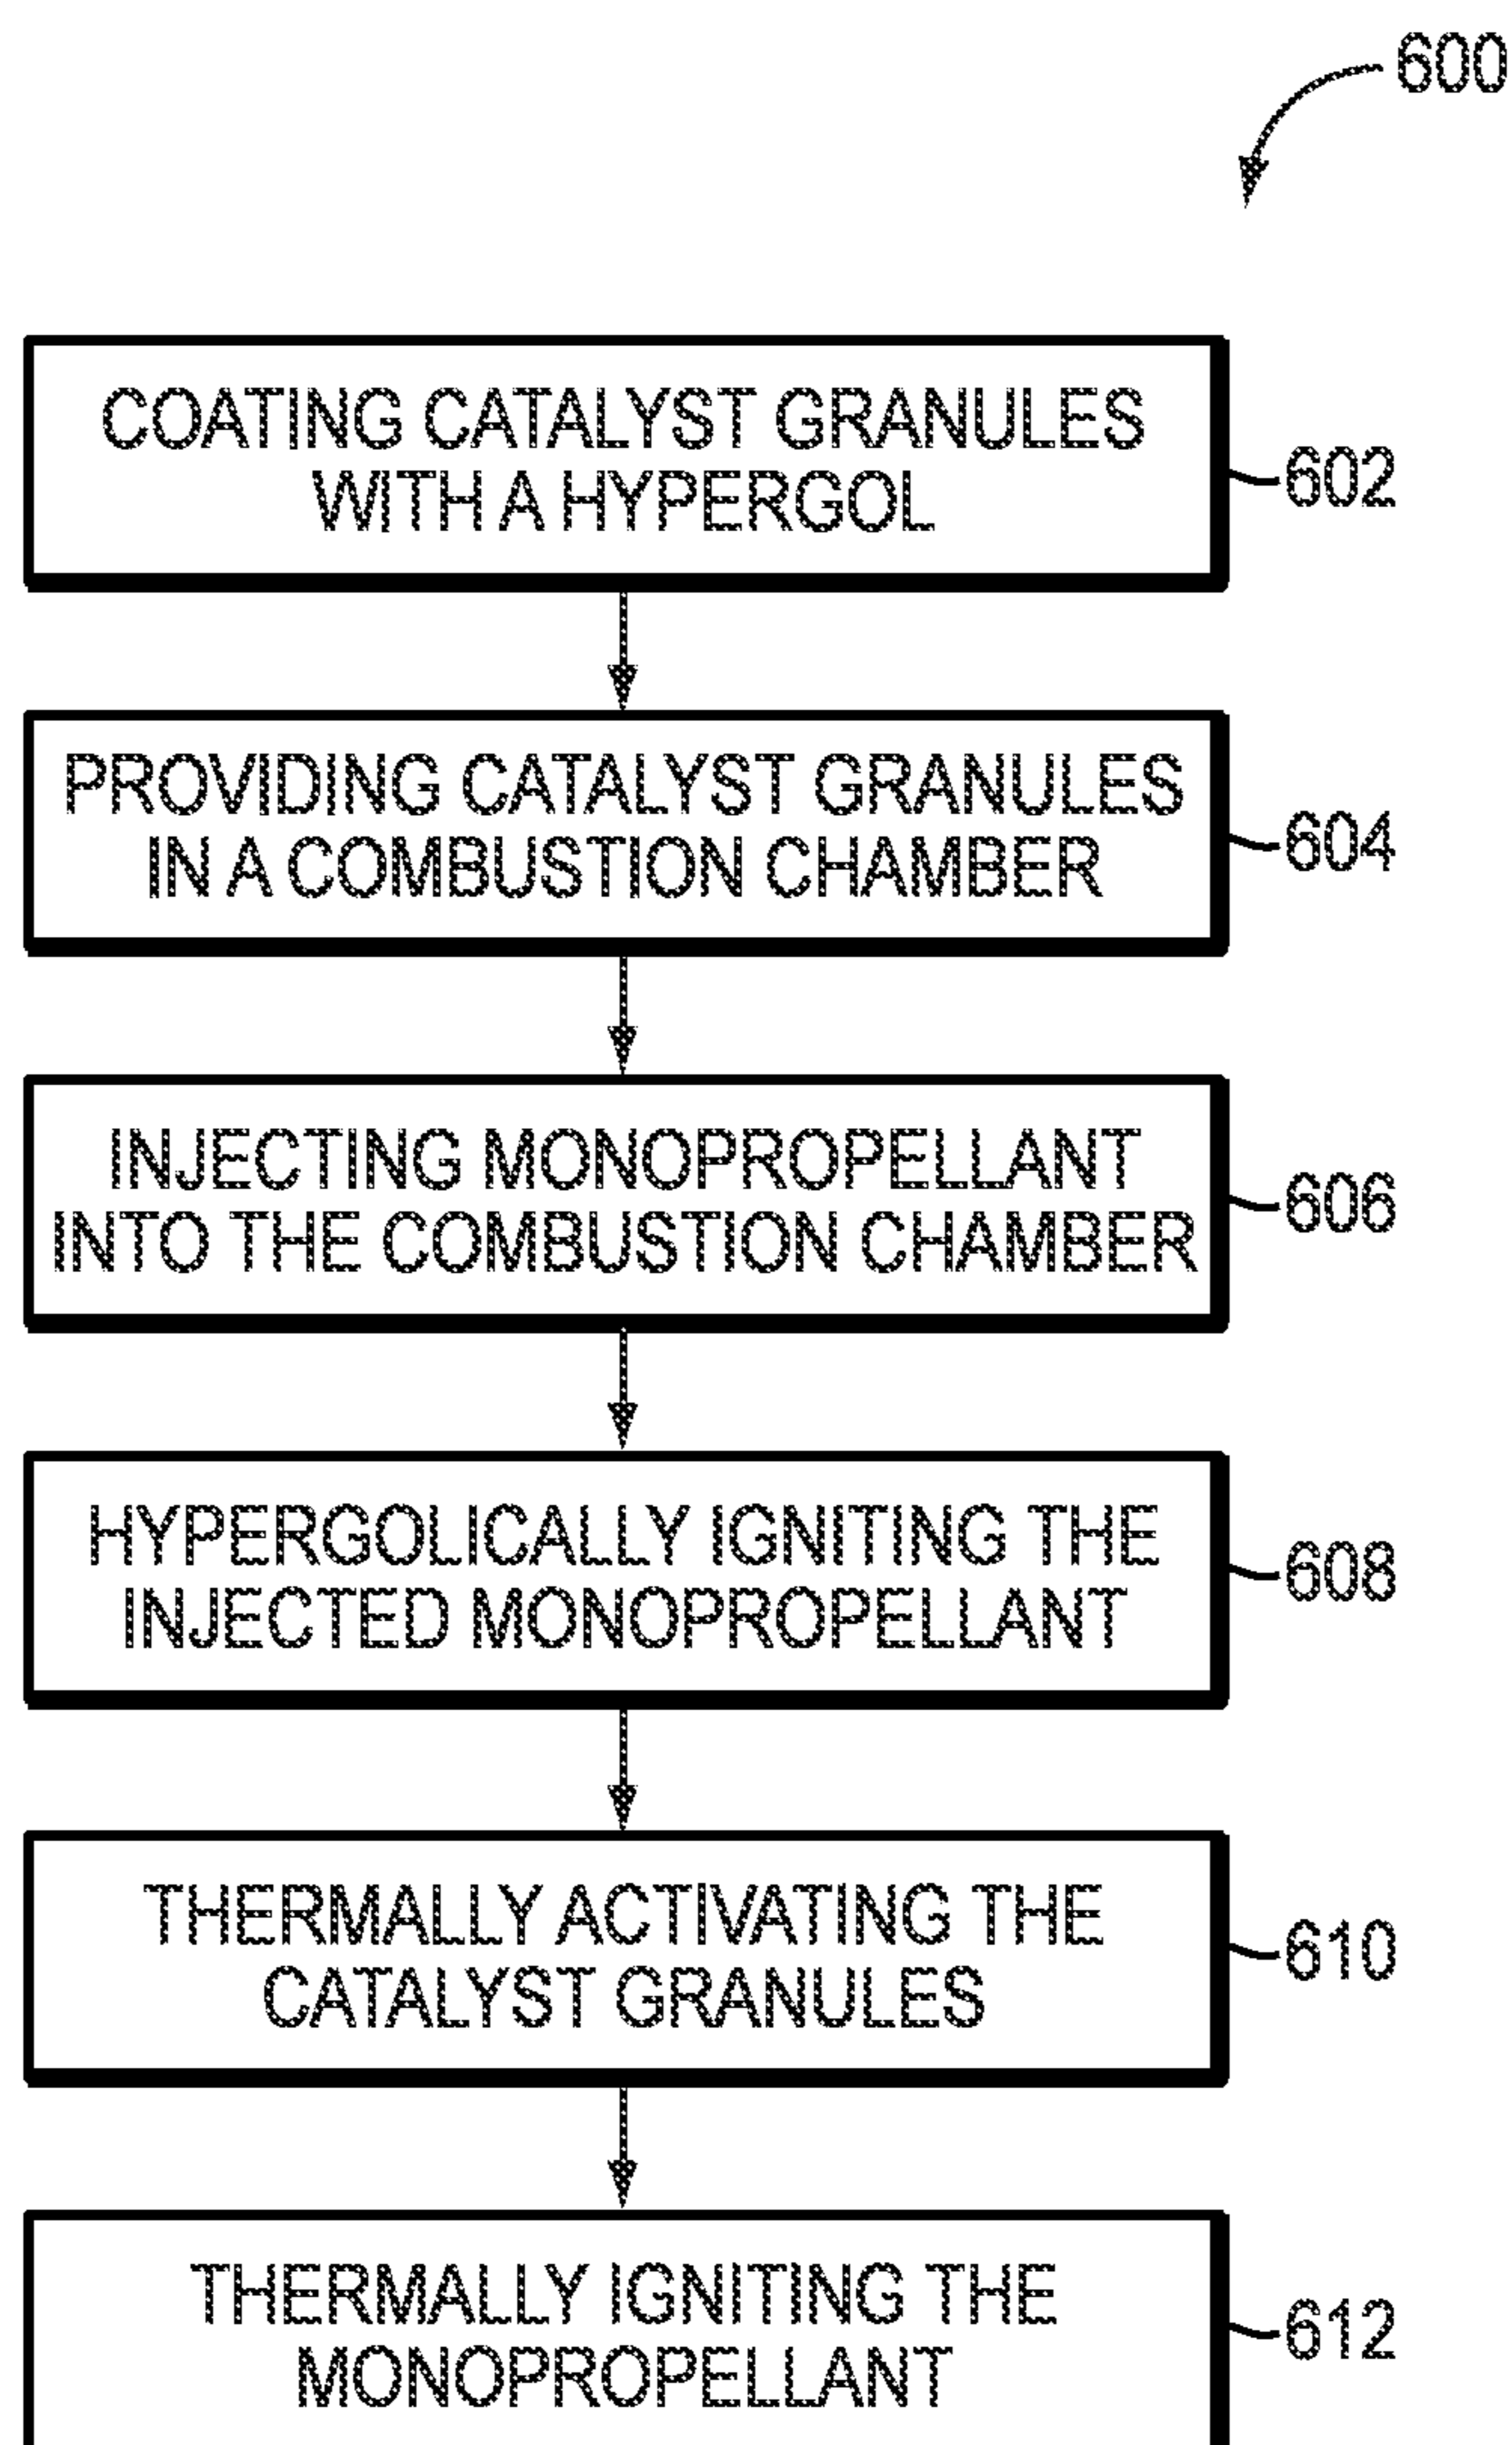 600
COATING CATALYST GRANULES
WITH A HYPERGOL
602
PROVIDING CATALYST GRANULES
IN A COMBUSTION CHAMBER
604
INJECTING MONOPROPELLANT
INTO THE COMBUSTION CHAMBER
606
HYPERGOLICALLY IGNITING THE
INJECTED MONOPROPELLANT
608
THERMALLY ACTIVATING THE
CATALYST GRANULES
610
THERMALLY IGNITING THE
MONOPROPELLANT
612